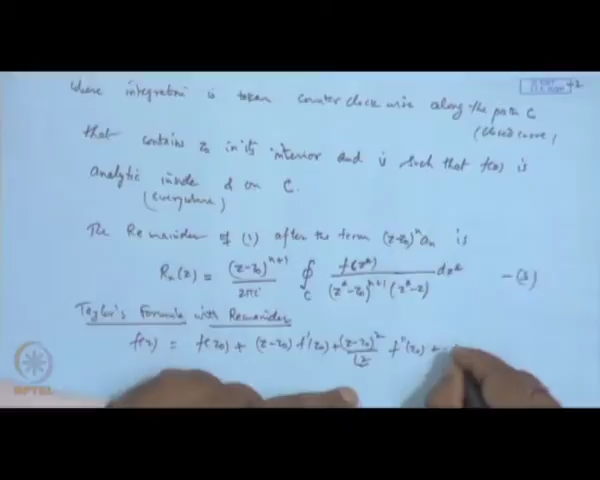 where integration is taken counter clock wise along the path C
(closed curve)
that contains z₀ in its interior and is such that f(z) is
analytic inside & on C.
(everywhere)
The Remainder of (1) after the term (z-z₀)ⁿ aₙ is
Rₙ(z) = (z-z₀)ⁿ⁺¹ / 2πi ∮_C f(z*) / (z*-z₀)ⁿ⁺¹ (z*-z) dz* —(3)
Taylor's Formula with Remainder
f(z) = f(z₀) + (z-z₀) f'(z₀) + (z-z₀)² / |2 f''(z₀) +
NPTEL